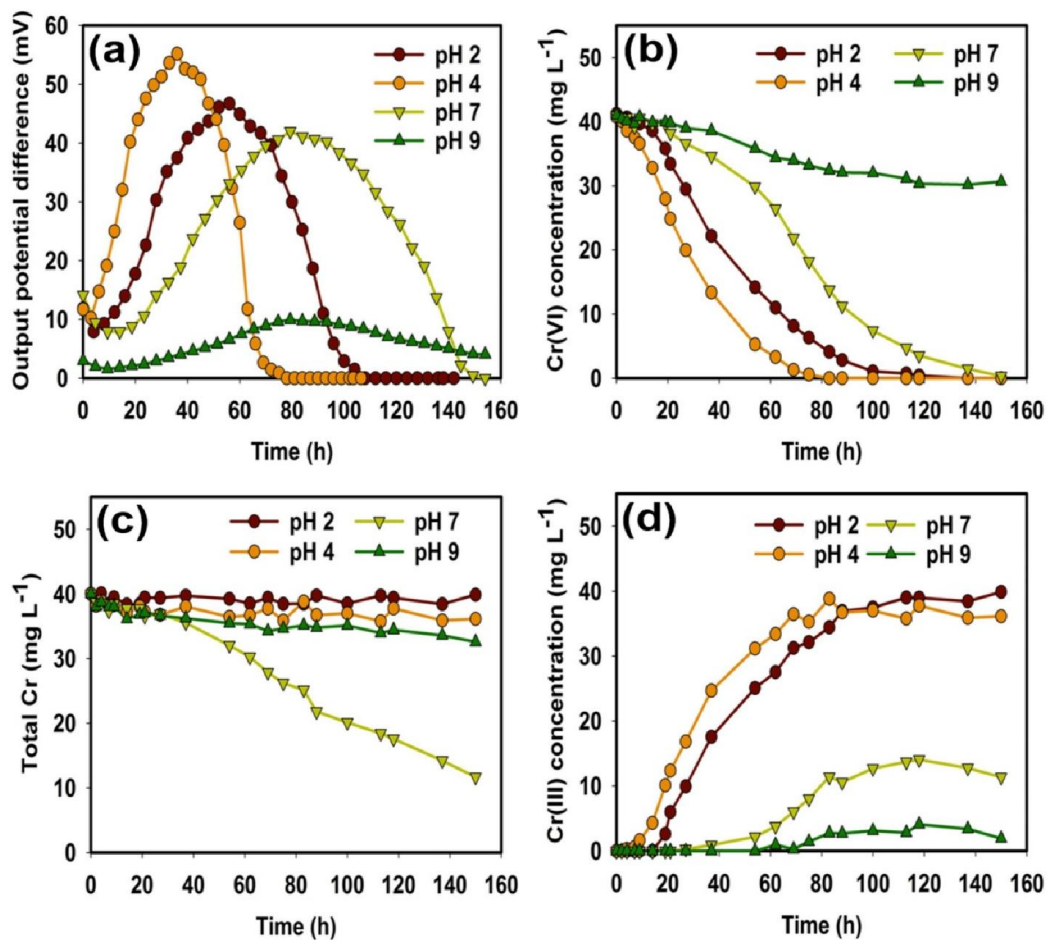 (a)
pH 2
pH 4
pH 7
pH 9
Output potential difference (mV)
60
50
40
30
20
10
0
0 20 40 60 80 100 120 140 160
Time (h)
(b)
pH 2 pH 7
pH 4 pH 9
Cr(VI) concentration (mg L-1)
50
40
30
20
10
0
0 20 40 60 80 100 120 140 160
Time (h)
(c)
pH 2 pH 7
pH 4 pH 9
Total Cr (mg L-1)
50
40
30
20
10
0
0 20 40 60 80 100 120 140 160
Time (h)
(d)
pH 2 pH 7
pH 4 pH 9
Cr(III) concentration (mg L-1)
50
40
30
20
10
0
0 20 40 60 80 100 120 140 160
Time (h)